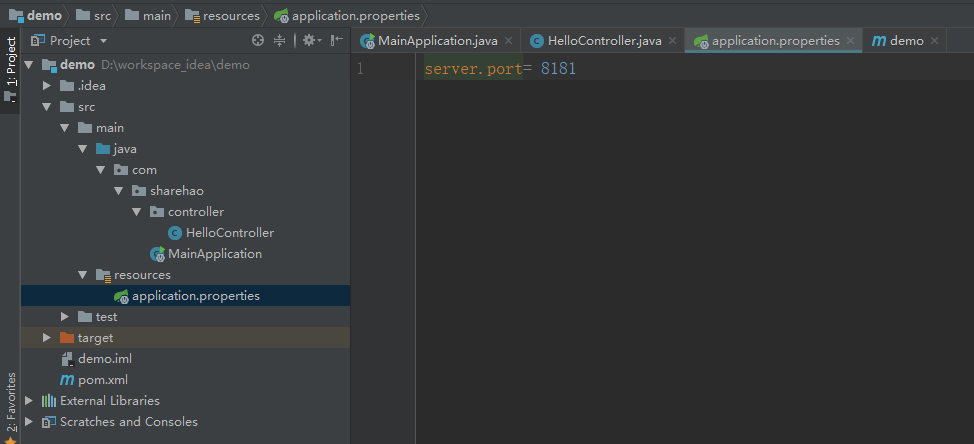 demo src main resources application.properties
1: Project
Project
MainApplication.java HelloController.java application.properties demo
demo D:\workspace_idea\demo
1 server.port= 8181
.idea
src
main
java
com
sharehao
controller
HelloController
MainApplication
resources
application.properties
test
target
demo.iml
pom.xml
External Libraries
Scratches and Consoles
2: Favorites